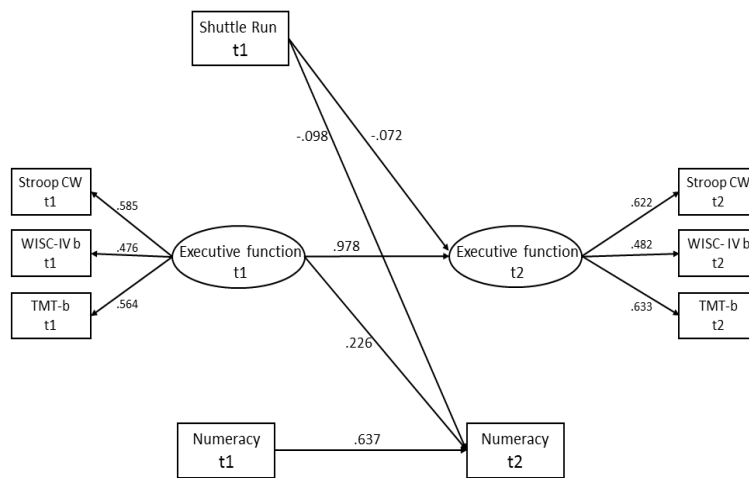 Shuttle Run
t1
-.098
-.072
Stroop CW
t1
.585
WISC-IV b
t1
.476
TMT-b
t1
.564
Executive function
t1
.978
Executive function
t2
.622
Stroop CW
t2
.482
WISC- IV b
t2
.633
TMT-b
t2
.226
Numeracy
t1
.637
Numeracy
t2